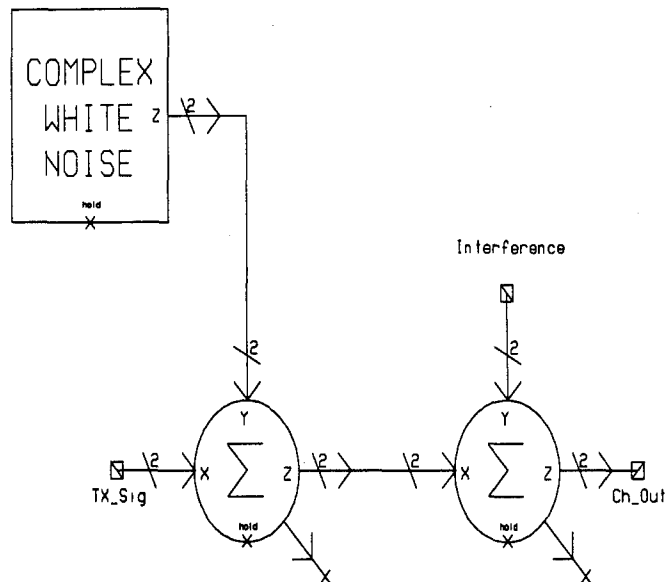 COMPLEX
WHITE
NOISE
Z
2
hold
X
Interference
2
2
Y
Y
TX_Sig
2
X
Σ
Z
2
2
X
Σ
Z
2
Ch_Out
hold
X
hold
X
X
X